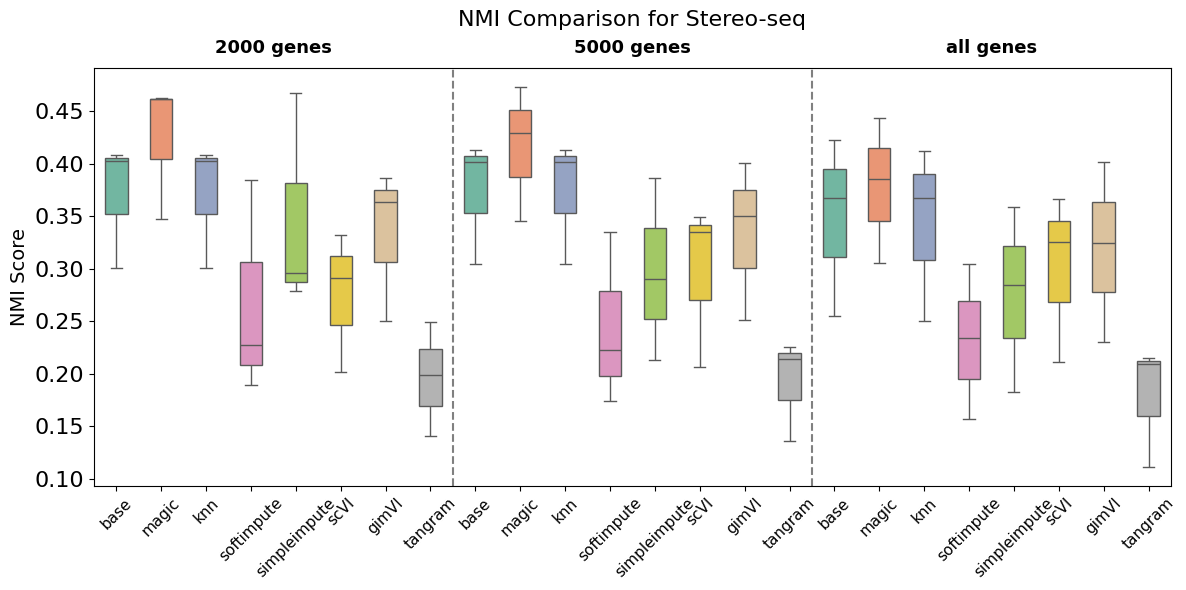 NMI Comparison for Stereo-seq
2000 genes 5000 genes all genes
NMI Score
0.45
0.40
0.35
0.30
0.25
0.20
0.15
0.10
base magic knn softimpute simpleimpute scVI gimVI tangram base magic knn softimpute simpleimpute scVI gimVI tangram base magic knn softimpute simpleimpute scVI gimVI tangram